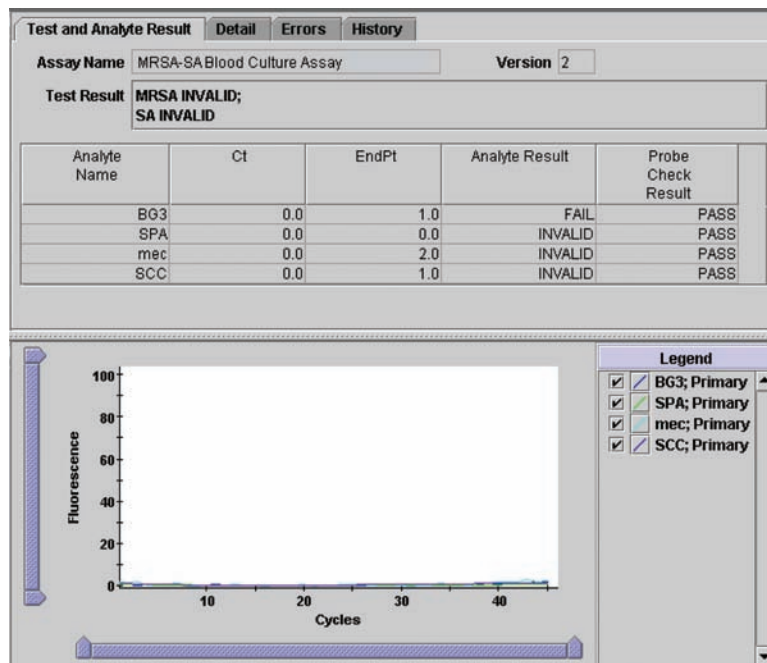 Test and Analyte Result Detail Errors History
Assay Name MRSA-SA Blood Culture Assay Version 2
Test Result MRSA INVALID;
SA INVALID
Analyte Name Ct EndPt Analyte Result Probe Check Result
BG3 0.0 1.0 FAIL PASS
SPA 0.0 0.0 INVALID PASS
mec 0.0 2.0 INVALID PASS
SCC 0.0 1.0 INVALID PASS
Legend
BG3; Primary
SPA; Primary
mec; Primary
SCC; Primary
Fluorescence
100
80
60
40
20
0
10 20 30 40
Cycles